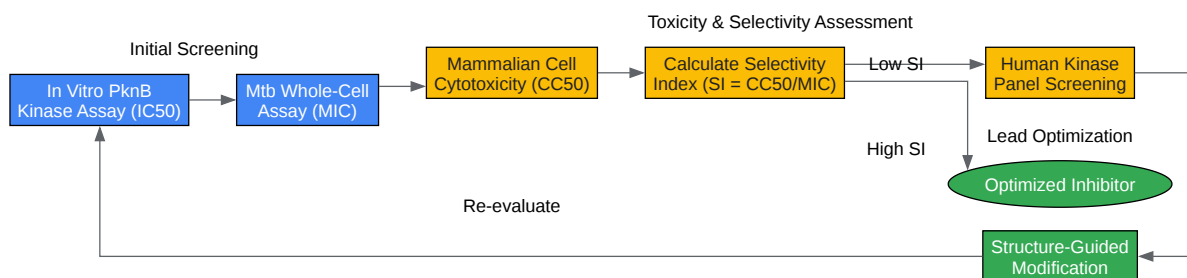 Toxicity & Selectivity Assessment
Initial Screening
In Vitro PknB
Kinase Assay (IC50)
Mtb Whole-Cell
Assay (MIC)
Mammalian Cell
Cytotoxicity (CC50)
Calculate Selectivity
Index (SI = CC50/MIC)
Low SI
Human Kinase
Panel Screening
High SI
Lead Optimization
Optimized Inhibitor
Re-evaluate
Structure-Guided
Modification